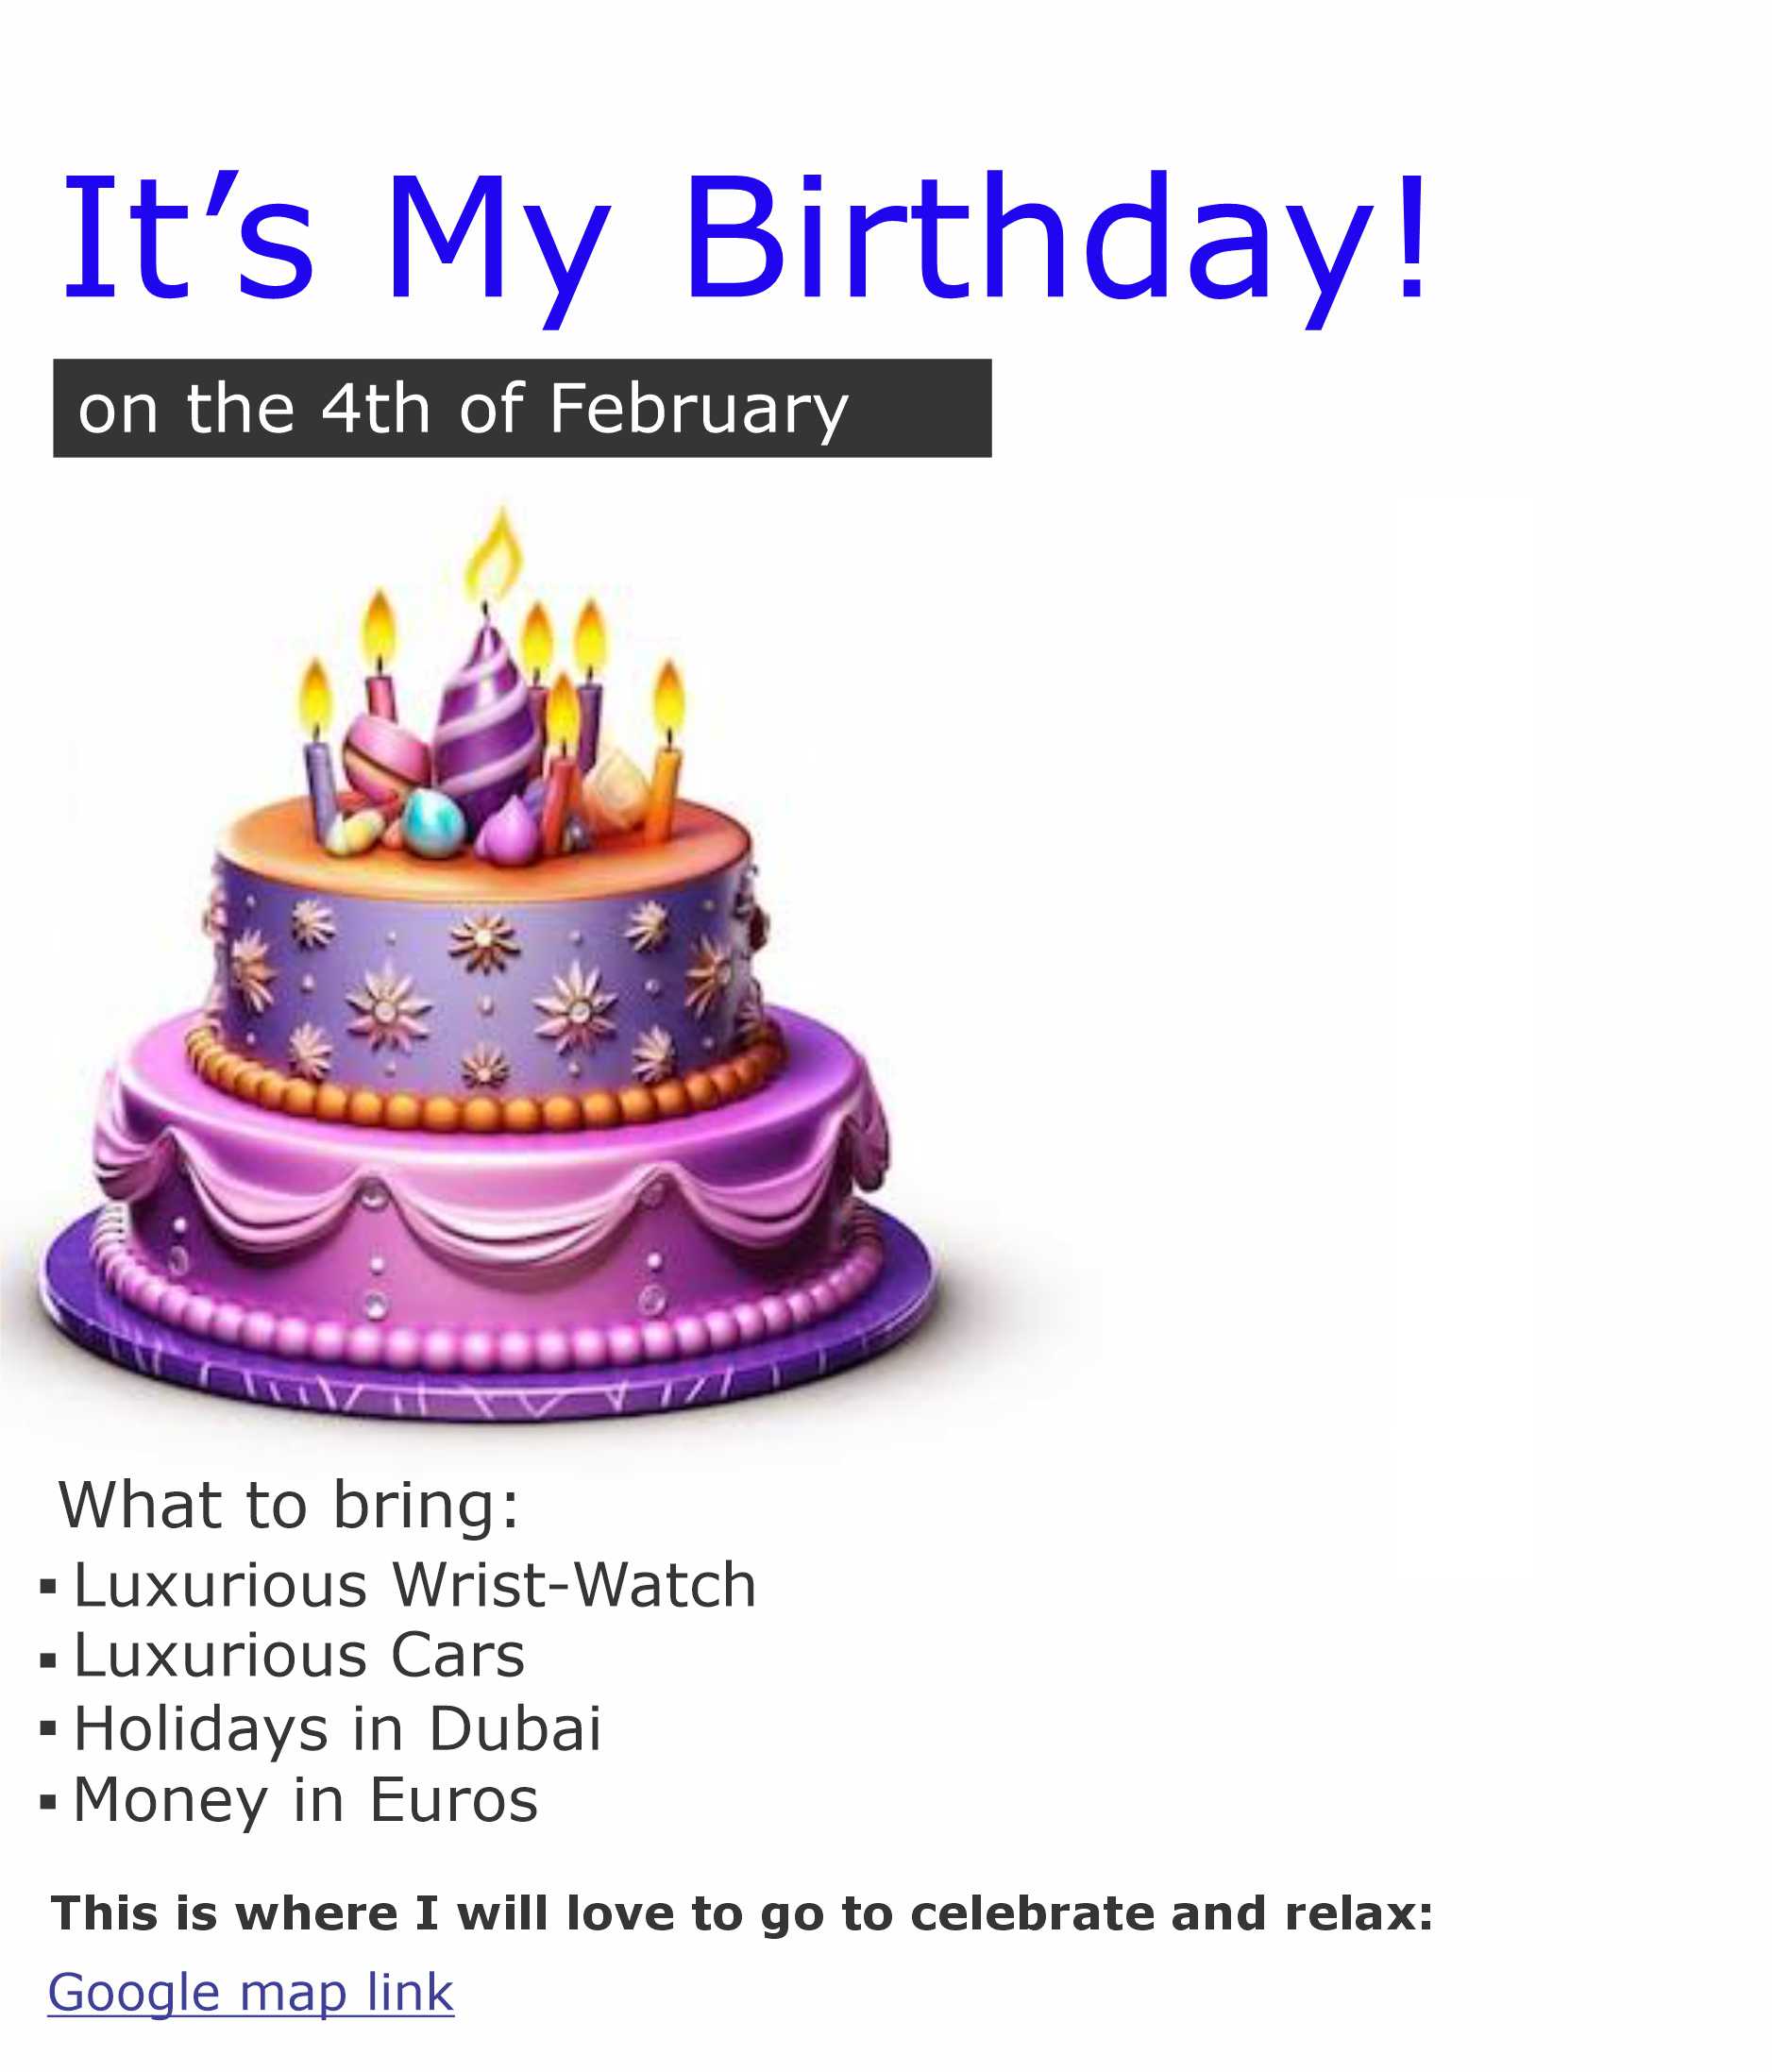 It’s My Birthday!
on the 4th of February
What to bring:
▪ Luxurious Wrist-Watch
▪ Luxurious Cars
▪ Holidays in Dubai
▪ Money in Euros
This is where I will love to go to celebrate and relax:
Google map link